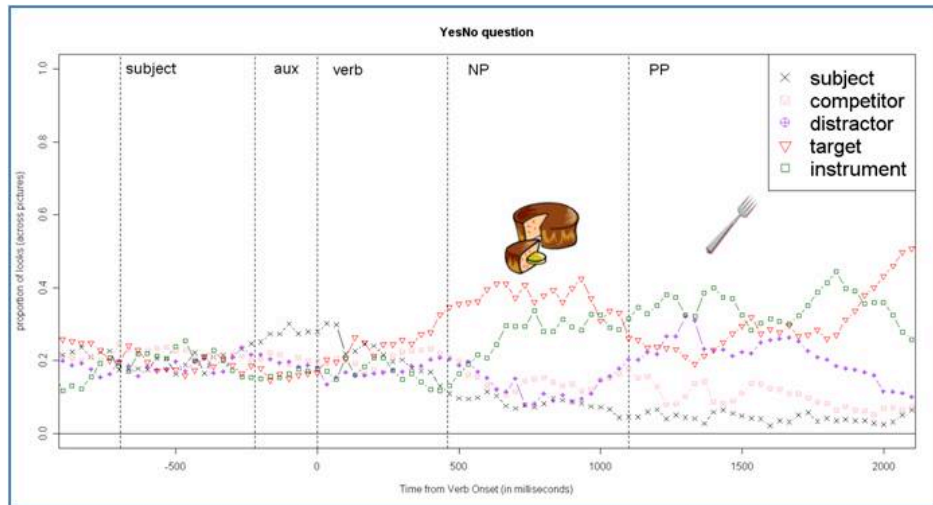 YesNo question
subject
aux
verb
NP
PP
subject
competitor
distractor
target
instrument
proportion of looks (across pictures)
1.0
0.8
0.6
0.4
0.2
0.0
-500
0
500
1000
1500
2000
Time from Verb Onset (in milliseconds)